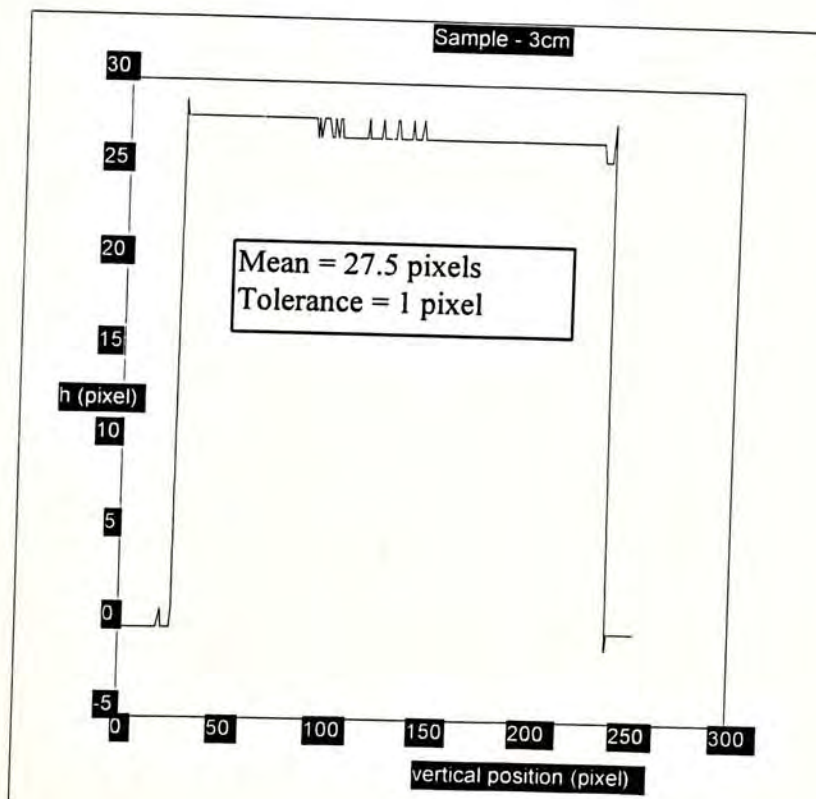 Sample - 3cm
30
25
20
Mean = 27.5 pixels
Tolerance = 1 pixel
15
h (pixel)
10
5
0
-5
0 50 100 150 200 250 300
vertical position (pixel)